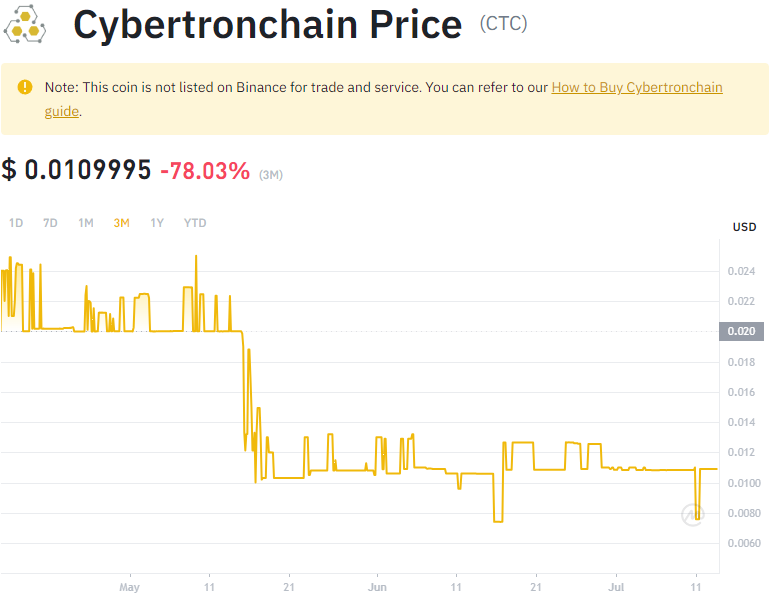 Cybertronchain Price (CTC)
Note: This coin is not listed on Binance for trade and service. You can refer to our How to Buy Cybertronchain
guide.
$ 0.0109995 -78.03% (3M)
1D 7D 1M 3M 1Y YTD
USD
0.024
0.022
0.020
0.018
0.016
0.014
0.012
0.0100
0.0080
0.0060
May 11 21 Jun 11 21 Jul 11